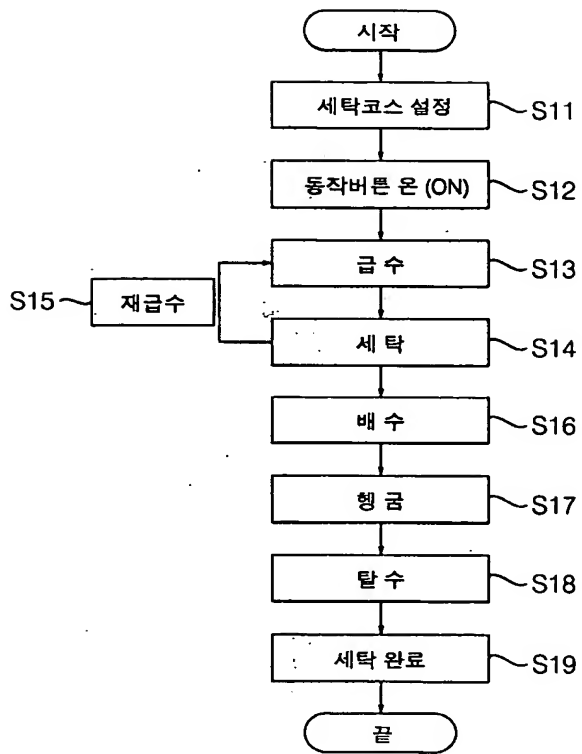 시작
세탁코스 설정
S11
동작버튼 온 (ON)
S12
급 수
S13
S15
재급수
세 탁
S14
배 수
S16
헹 굼
S17
탈 수
S18
세탁 완료
S19
끝